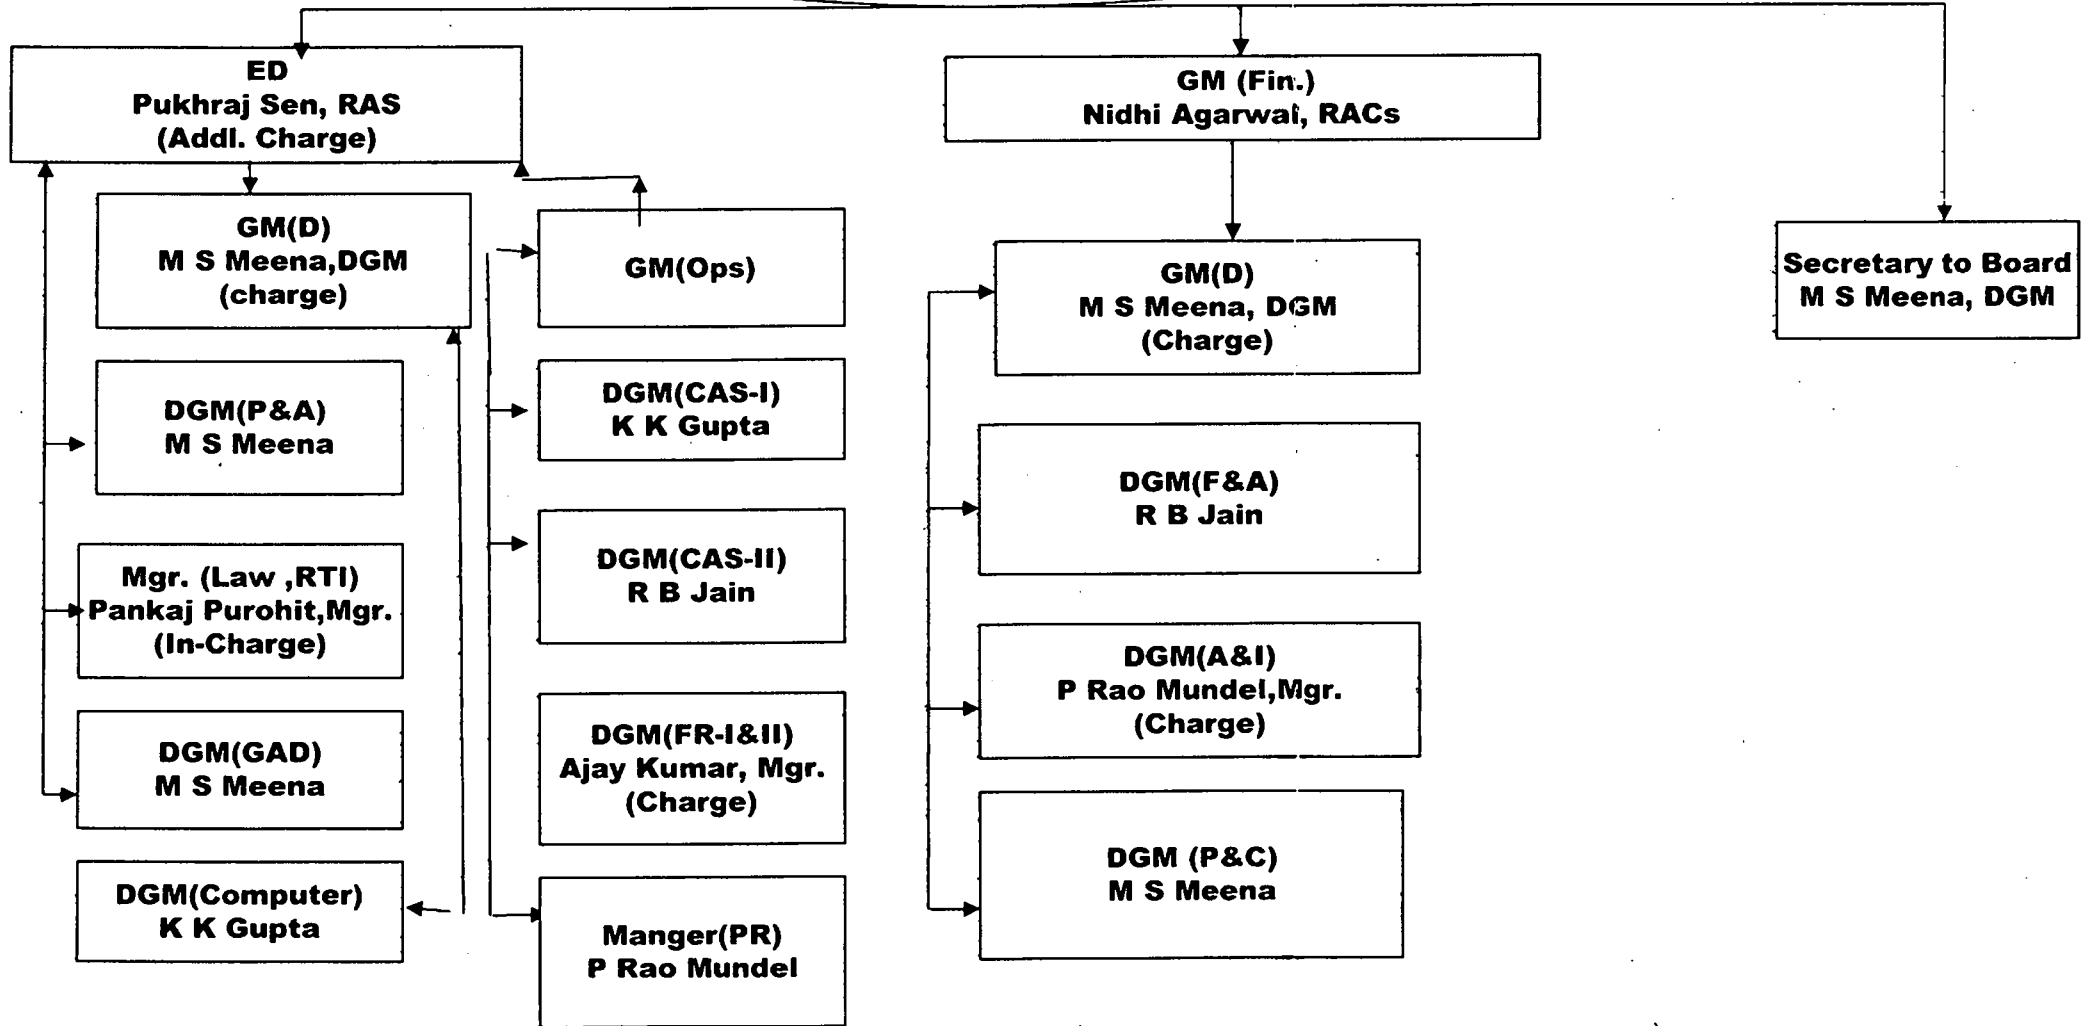 ED
Pukhraj Sen, RAS
(Addl. Charge)
GM (Fin.)
Nidhi Agarwal, RACs
GM(D)
M S Meena,DGM
(charge)
GM(Ops)
GM(D)
M S Meena, DGM
(Charge)
Secretary to Board
M S Meena, DGM
DGM(P&A)
M S Meena
DGM(CAS-I)
K K Gupta
DGM(F&A)
R B Jain
Mgr. (Law ,RTI)
Pankaj Purohit,Mgr.
(In-Charge)
DGM(CAS-II)
R B Jain
DGM(A&I)
P Rao Mundel,Mgr.
(Charge)
DGM(GAD)
M S Meena
DGM(FR-I&II)
Ajay Kumar, Mgr.
(Charge)
DGM (P&C)
M S Meena
DGM(Computer)
K K Gupta
Manger(PR)
P Rao Mundel